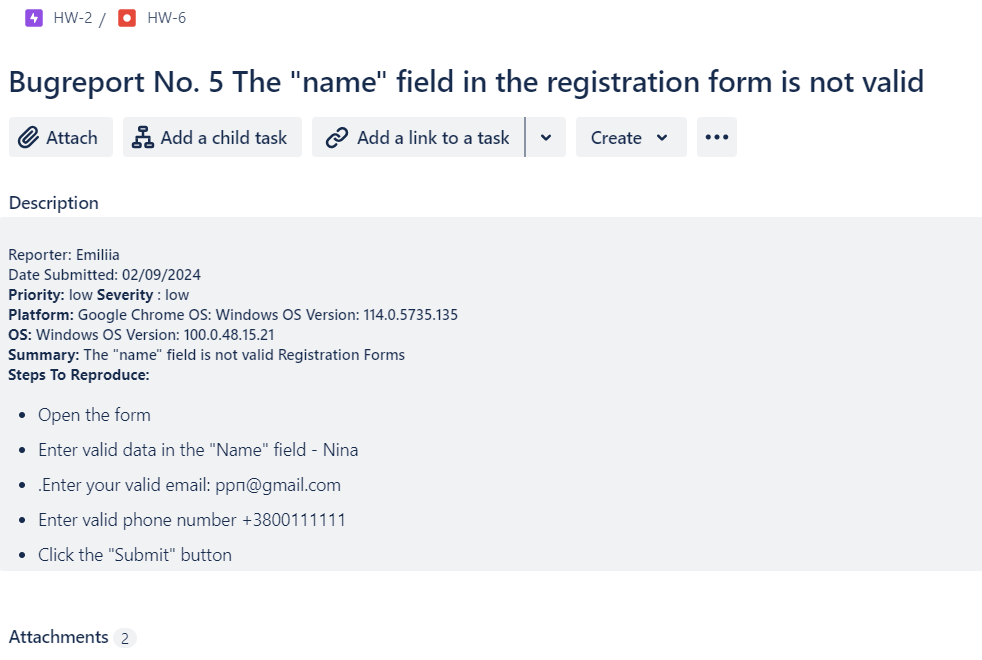 HW-2 / HW-6
Bugreport No. 5 The "name" field in the registration form is not valid
Attach Add a child task Add a link to a task Create
Description
Reporter: Emiliia
Date Submitted: 02/09/2024
Priority: low Severity : low
Platform: Google Chrome OS: Windows OS Version: 114.0.5735.135
OS: Windows OS Version: 100.0.48.15.21
Summary: The "name" field is not valid Registration Forms
Steps To Reproduce:
• Open the form
• Enter valid data in the "Name" field - Nina
• .Enter your valid email: ррп@gmail.com
• Enter valid phone number +3800111111
• Click the "Submit" button
Attachments 2